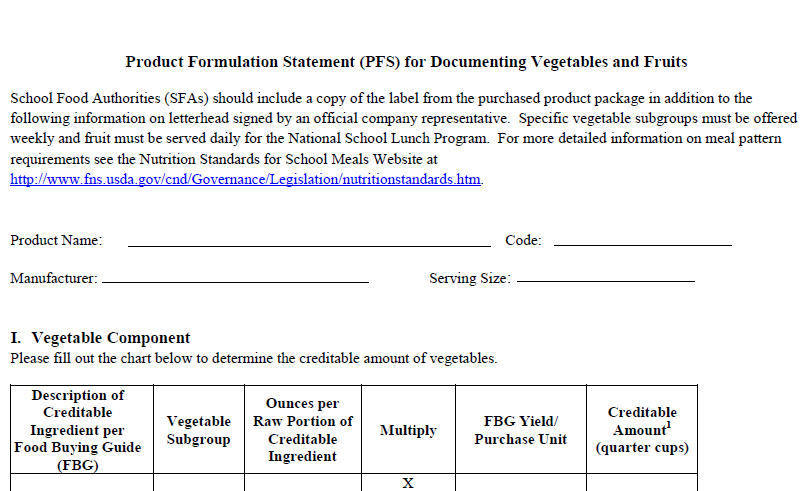 Product Formulation Statement (PFS) for Documenting Vegetables and Fruits
School Food Authorities (SFAs) should include a copy of the label from the purchased product package in addition to the
following information on letterhead signed by an official company representative.  Specific vegetable subgroups must be offered
weekly and fruit must be served daily for the National School Lunch Program.  For more detailed information on meal pattern
requirements see the Nutrition Standards for School Meals Website at
http://www.fns.usda.gov/cnd/Governance/Legislation/nutritionstandards.htm.
Product Name: Code:
Manufacturer: Serving Size:
I.  Vegetable Component
Please fill out the chart below to determine the creditable amount of vegetables.
Description of
Creditable
Ingredient per
Food Buying Guide
(FBG)
Vegetable
Subgroup
Ounces per
Raw Portion of
Creditable
Ingredient
Multiply
FBG Yield/
Purchase Unit
Creditable
Amount1
(quarter cups)
X